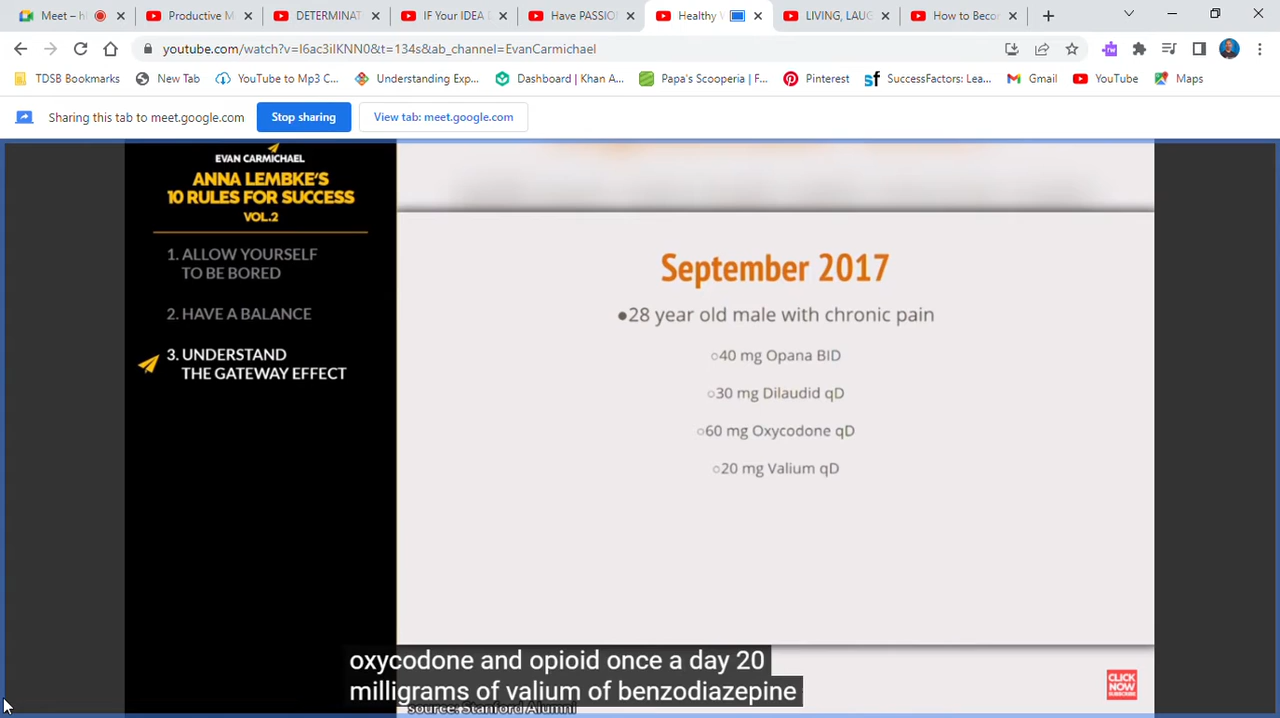 Meet – h
Productive M
DETERMINAT
IF Your IDEA
Have PASSIO
Healthy
LIVING, LAUG
How to Becor
youtube.com/watch?v=l6ac3iIKNN0&t=134s&ab_channel=EvanCarmichael
TDSB Bookmarks
New Tab
YouTube to Mp3 C...
Understanding Exp...
Dashboard | Khan A...
Papa's Scooperia | F...
Pinterest
SuccessFactors: Lea...
Gmail
YouTube
Maps
Sharing this tab to meet.google.com
Stop sharing
View tab: meet.google.com
EVAN CARMICHAEL
ANNA LEMBKE'S
10 RULES FOR SUCCESS
VOL.2
1. ALLOW YOURSELF
TO BE BORED
2. HAVE A BALANCE
3. UNDERSTAND
THE GATEWAY EFFECT
September 2017
●28 year old male with chronic pain
○40 mg Opana BID
○30 mg Dilaudid qD
○60 mg Oxycodone qD
○20 mg Valium qD
oxycodone and opioid once a day 20
milligrams of valium of benzodiazepine
source: Stanford Alumni
CLICK
NOW
SUBSCRIBE